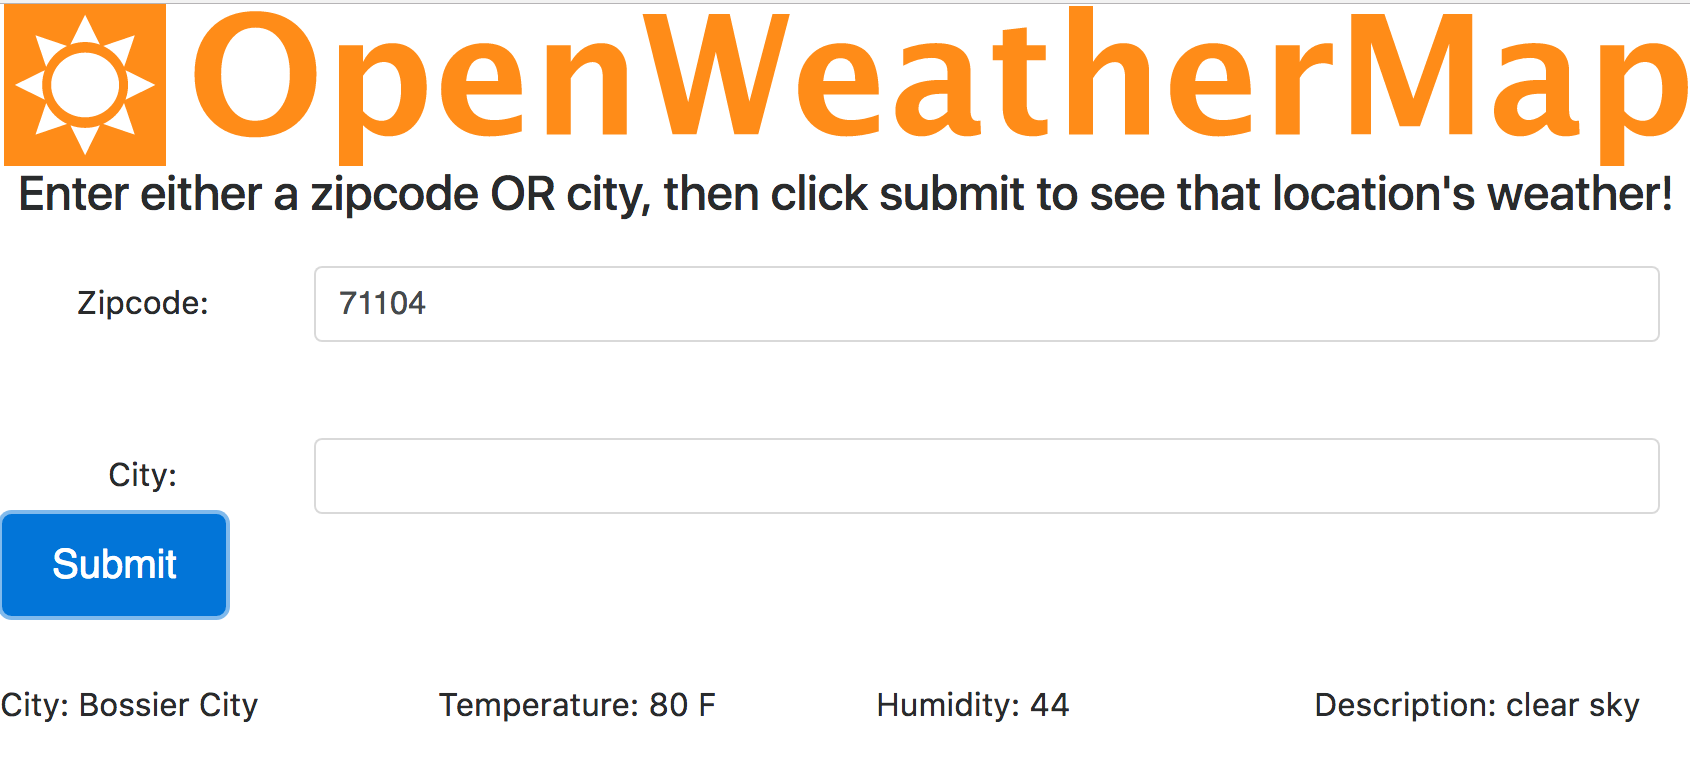 OpenWeatherMap
Enter either a zipcode OR city, then click submit to see that location's weather!
Zipcode: 71104
City:
Submit
City: Bossier City Temperature: 80 F Humidity: 44 Description: clear sky